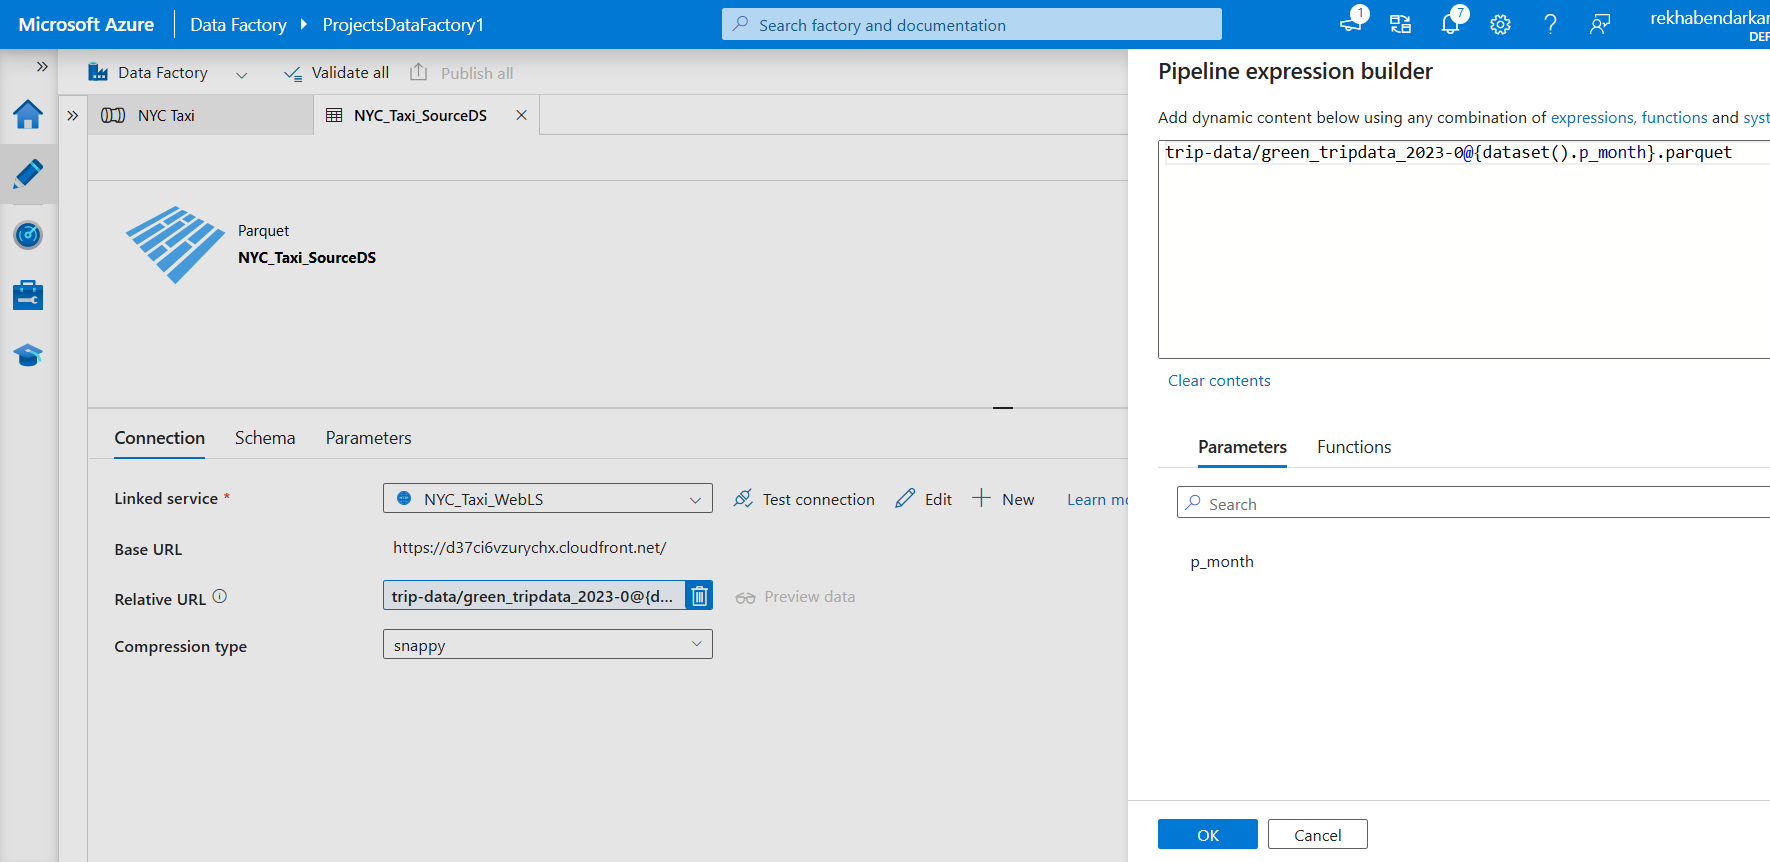 Microsoft Azure
Data Factory
ProjectsDataFactory1
Search factory and documentation
1
7
rekhabendarkar
DEF
Data Factory
Validate all
Publish all
NYC Taxi
NYC_Taxi_SourceDS
Parquet
NYC_Taxi_SourceDS
Connection
Schema
Parameters
Linked service *
NYC_Taxi_WebLS
Test connection
Edit
New
Learn mo
Base URL
https://d37ci6vzurychx.cloudfront.net/
Relative URL
trip-data/green_tripdata_2023-0@{d...
Preview data
Compression type
snappy
Pipeline expression builder
Add dynamic content below using any combination of expressions, functions and syst
trip-data/green_tripdata_2023-0@{dataset().p_month}.parquet
Clear contents
Parameters
Functions
Search
p_month
OK
Cancel